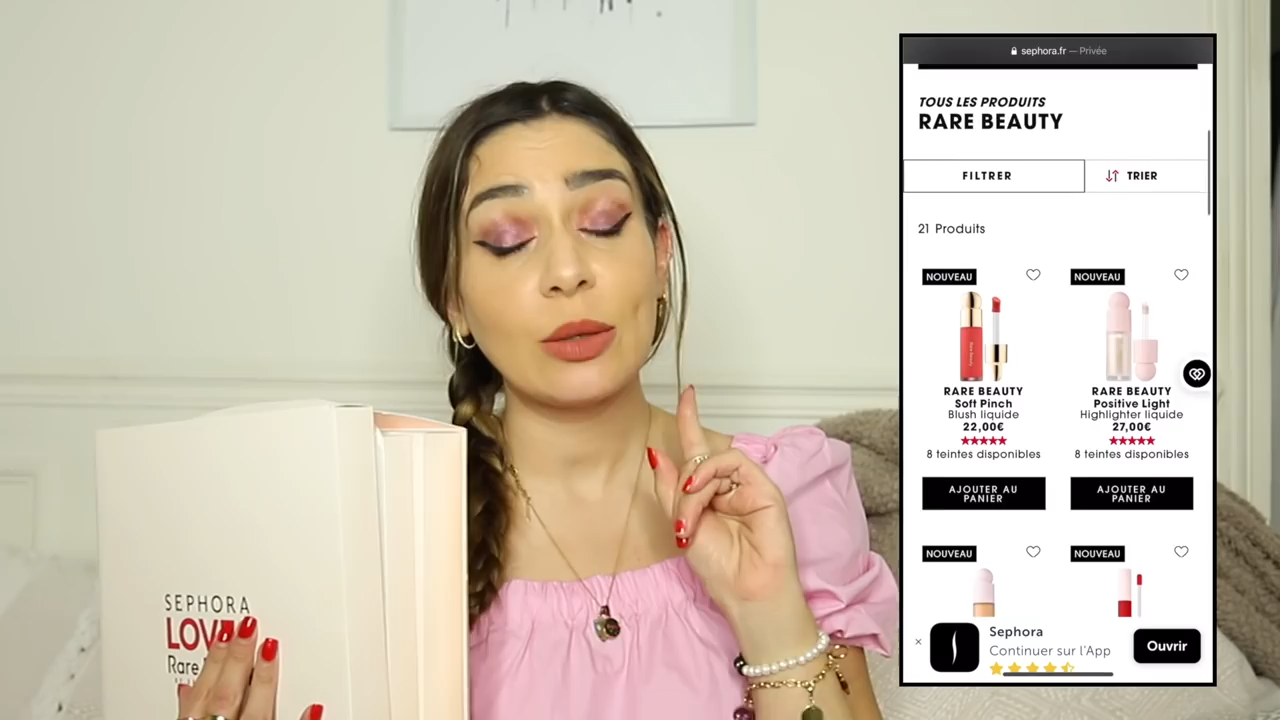 SEPHORA
Rare
sephora.fr — Privée
TOUS LES PRODUITS
RARE BEAUTY
FILTRER
TRIER
21 Produits
NOUVEAU
NOUVEAU
RARE BEAUTY
Soft Pinch
Blush liquide
22,00€
8 teintes disponibles
AJOUTER AU
PANIER
RARE BEAUTY
Positive Light
Highlighter liquide
27,00€
8 teintes disponibles
AJOUTER AU
PANIER
NOUVEAU
NOUVEAU
Sephora
Continuer sur l'App
Ouvrir